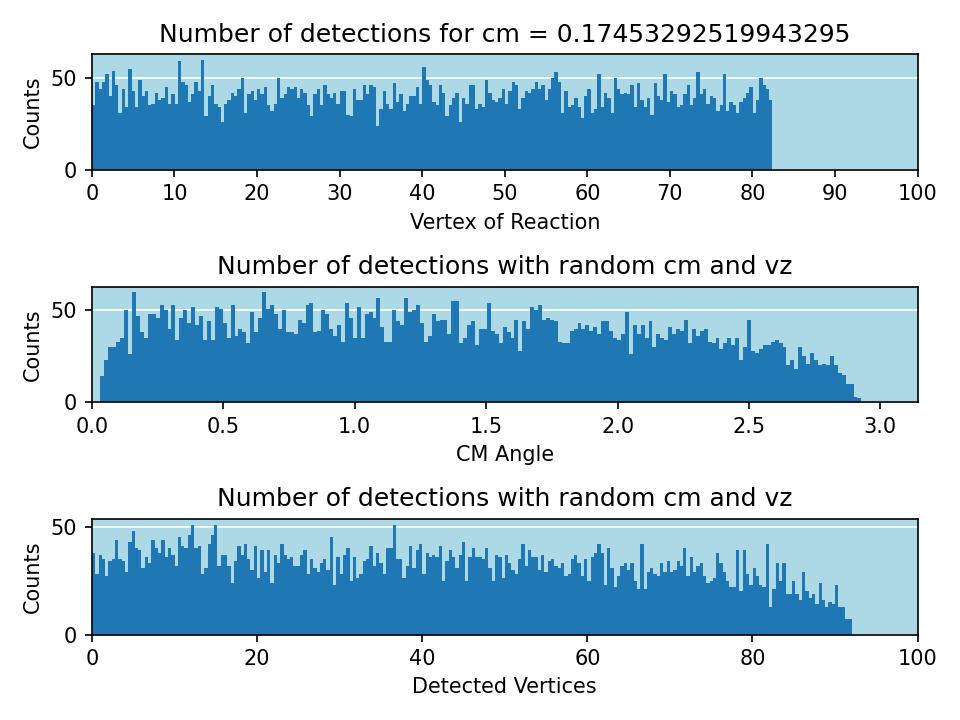 Number of detections for cm = 0.17453292519943295
Counts
50
0
0 10 20 30 40 50 60 70 80 90 100
Vertex of Reaction
Number of detections with random cm and vz
Counts
50
0
0.0 0.5 1.0 1.5 2.0 2.5 3.0
CM Angle
Number of detections with random cm and vz
Counts
50
0
0 20 40 60 80 100
Detected Vertices